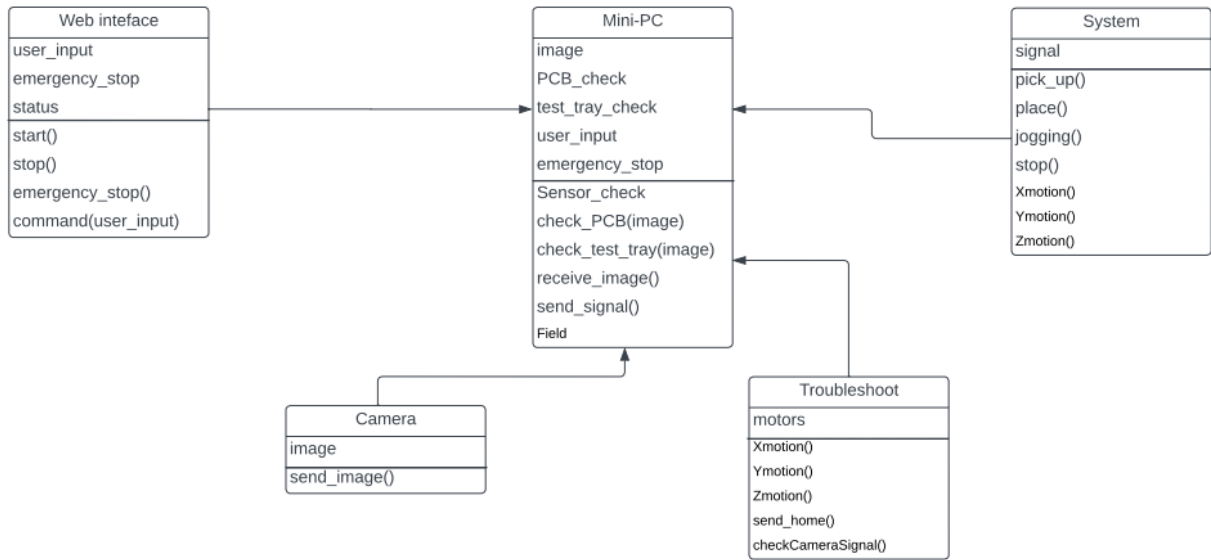 Web inteface
user_input
emergency_stop
status
start()
stop()
emergency_stop()
command(user_input)
Mini-PC
image
PCB_check
test_tray_check
user_input
emergency_stop
Sensor_check
check_PCB(image)
check_test_tray(image)
receive_image()
send_signal()
Field
System
signal
pick_up()
place()
jogging()
stop()
Xmotion()
Ymotion()
Zmotion()
Camera
image
send_image()
Troubleshoot
motors
Xmotion()
Ymotion()
Zmotion()
send_home()
checkCameraSignal()